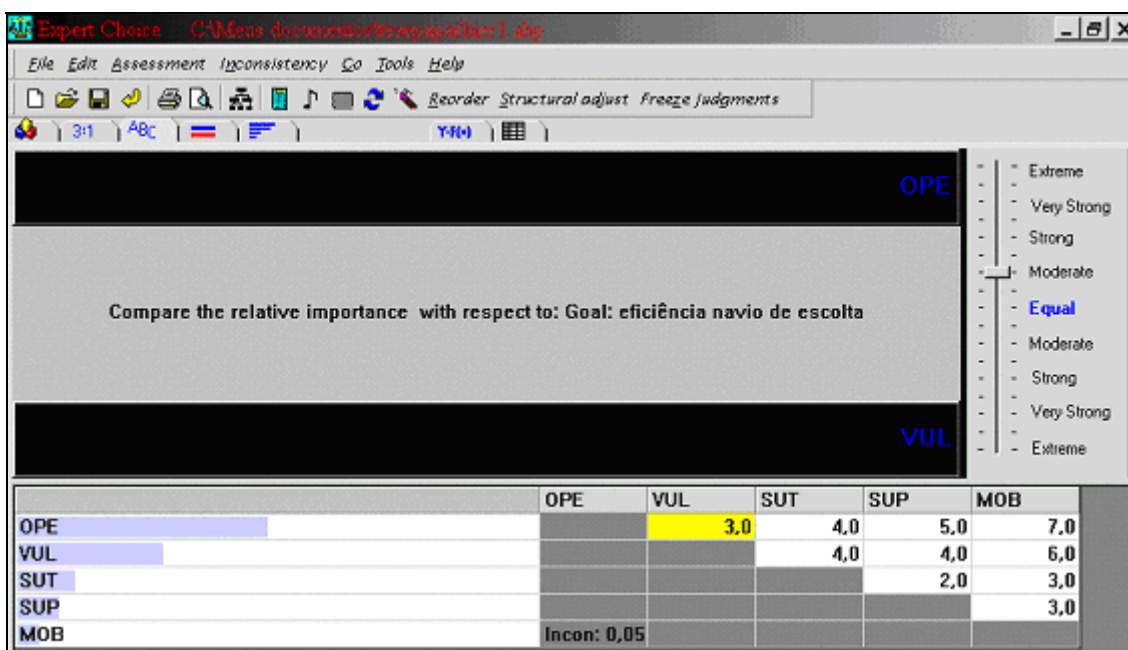 Expert Choice C:\Meus documentos\tesepapai\hier1.ahp
File Edit Assessment Inconsistency Go Tools Help
Reorder Structural adjust Freeze Judgments
3:1 ABC Y-F(x)
OPE
Extreme
Very Strong
Strong
Moderate
Equal
Moderate
Strong
Very Strong
Extreme
Compare the relative importance with respect to: Goal: eficiência navio de escolta
VUL
OPE VUL SUT SUP MOB
OPE 3,0 4,0 5,0 7,0
VUL 4,0 4,0 6,0
SUT 2,0 3,0
SUP 3,0
MOB Incon: 0,05